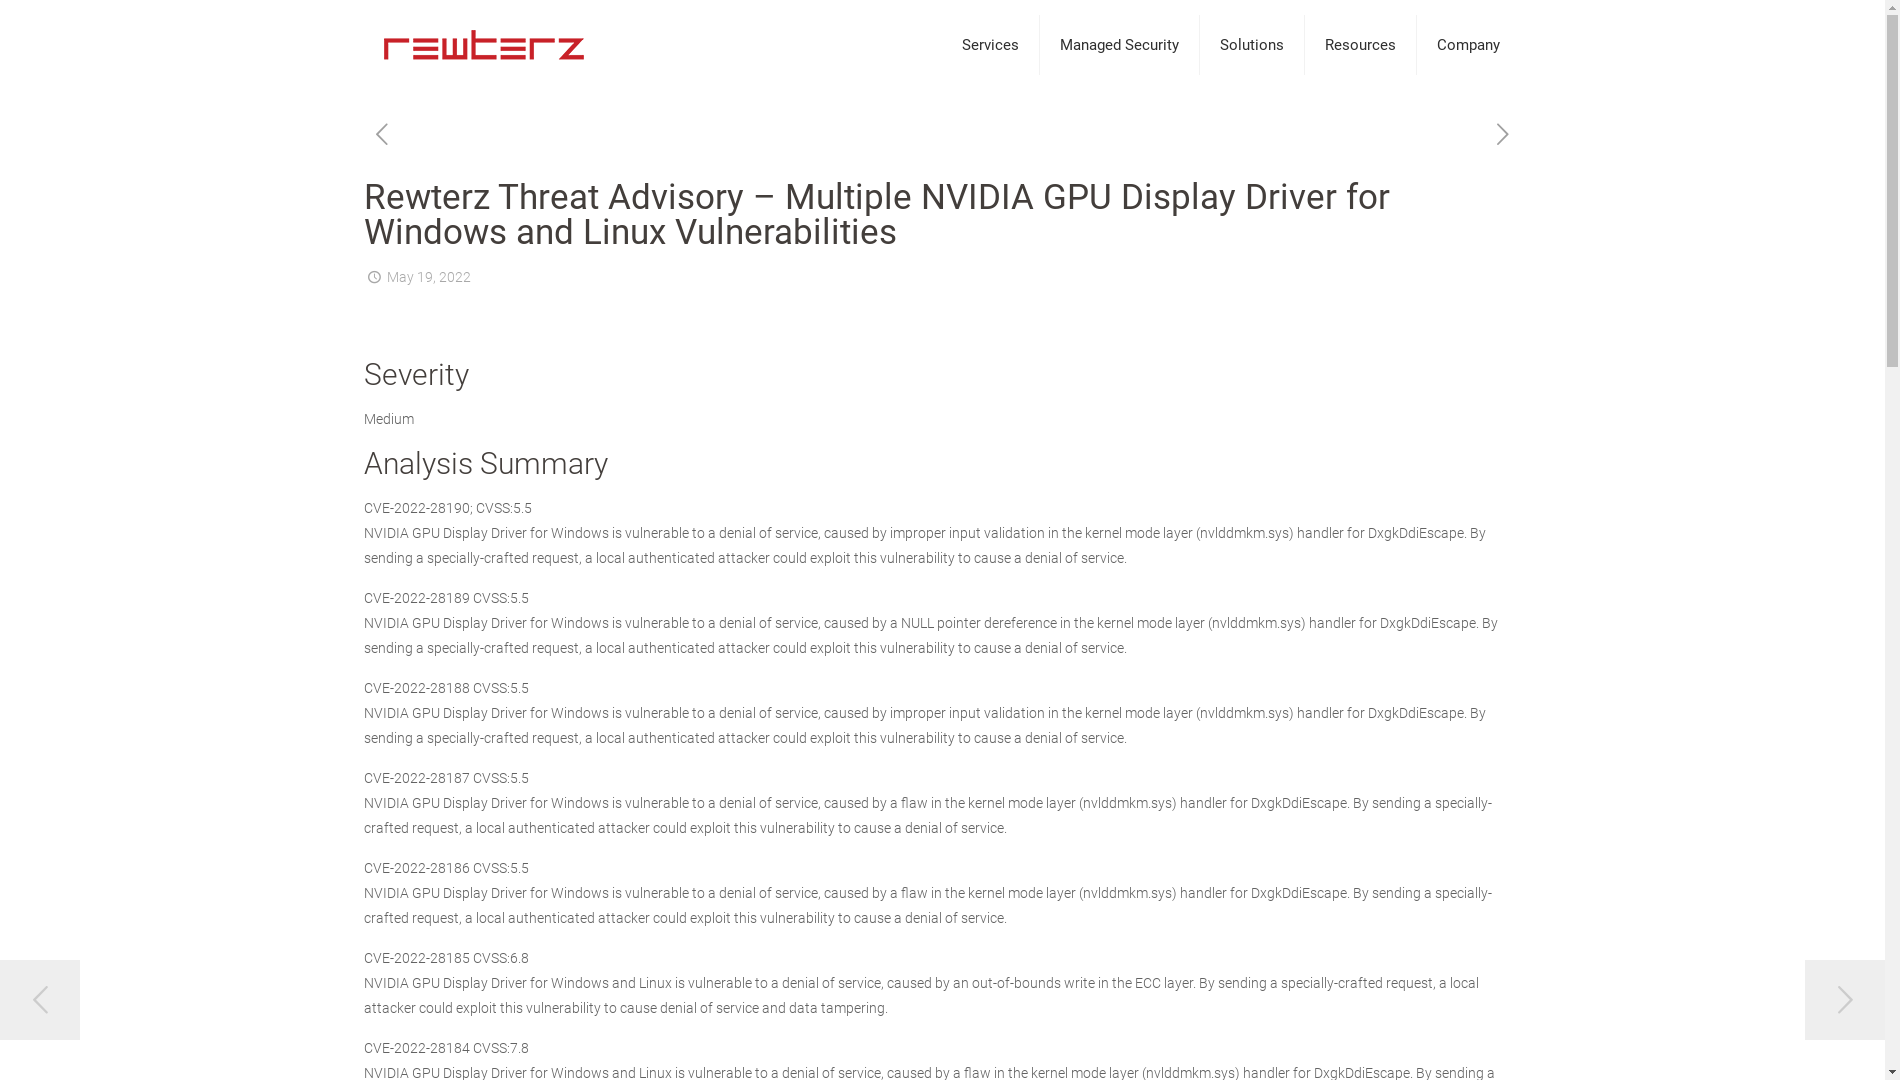 rewterz
Services
Managed Security
Solutions
Resources
Company
Rewterz Threat Advisory – Multiple NVIDIA GPU Display Driver for
Windows and Linux Vulnerabilities
May 19, 2022
Severity
Medium
Analysis Summary
CVE-2022-28190; CVSS:5.5
NVIDIA GPU Display Driver for Windows is vulnerable to a denial of service, caused by improper input validation in the kernel mode layer (nvlddmkm.sys) handler for DxgkDdiEscape. By
sending a specially-crafted request, a local authenticated attacker could exploit this vulnerability to cause a denial of service.
CVE-2022-28189 CVSS:5.5
NVIDIA GPU Display Driver for Windows is vulnerable to a denial of service, caused by a NULL pointer dereference in the kernel mode layer (nvlddmkm.sys) handler for DxgkDdiEscape. By
sending a specially-crafted request, a local authenticated attacker could exploit this vulnerability to cause a denial of service.
CVE-2022-28188 CVSS:5.5
NVIDIA GPU Display Driver for Windows is vulnerable to a denial of service, caused by improper input validation in the kernel mode layer (nvlddmkm.sys) handler for DxgkDdiEscape. By
sending a specially-crafted request, a local authenticated attacker could exploit this vulnerability to cause a denial of service.
CVE-2022-28187 CVSS:5.5
NVIDIA GPU Display Driver for Windows is vulnerable to a denial of service, caused by a flaw in the kernel mode layer (nvlddmkm.sys) handler for DxgkDdiEscape. By sending a specially-
crafted request, a local authenticated attacker could exploit this vulnerability to cause a denial of service.
CVE-2022-28186 CVSS:5.5
NVIDIA GPU Display Driver for Windows is vulnerable to a denial of service, caused by a flaw in the kernel mode layer (nvlddmkm.sys) handler for DxgkDdiEscape. By sending a specially-
crafted request, a local authenticated attacker could exploit this vulnerability to cause a denial of service.
CVE-2022-28185 CVSS:6.8
NVIDIA GPU Display Driver for Windows and Linux is vulnerable to a denial of service, caused by an out-of-bounds write in the ECC layer. By sending a specially-crafted request, a local
attacker could exploit this vulnerability to cause denial of service and data tampering.
CVE-2022-28184 CVSS:7.8
NVIDIA GPU Display Driver for Windows and Linux is vulnerable to a denial of service, caused by a flaw in the kernel mode layer (nvlddmkm.sys) handler for DxgkDdiEscape. By sending a